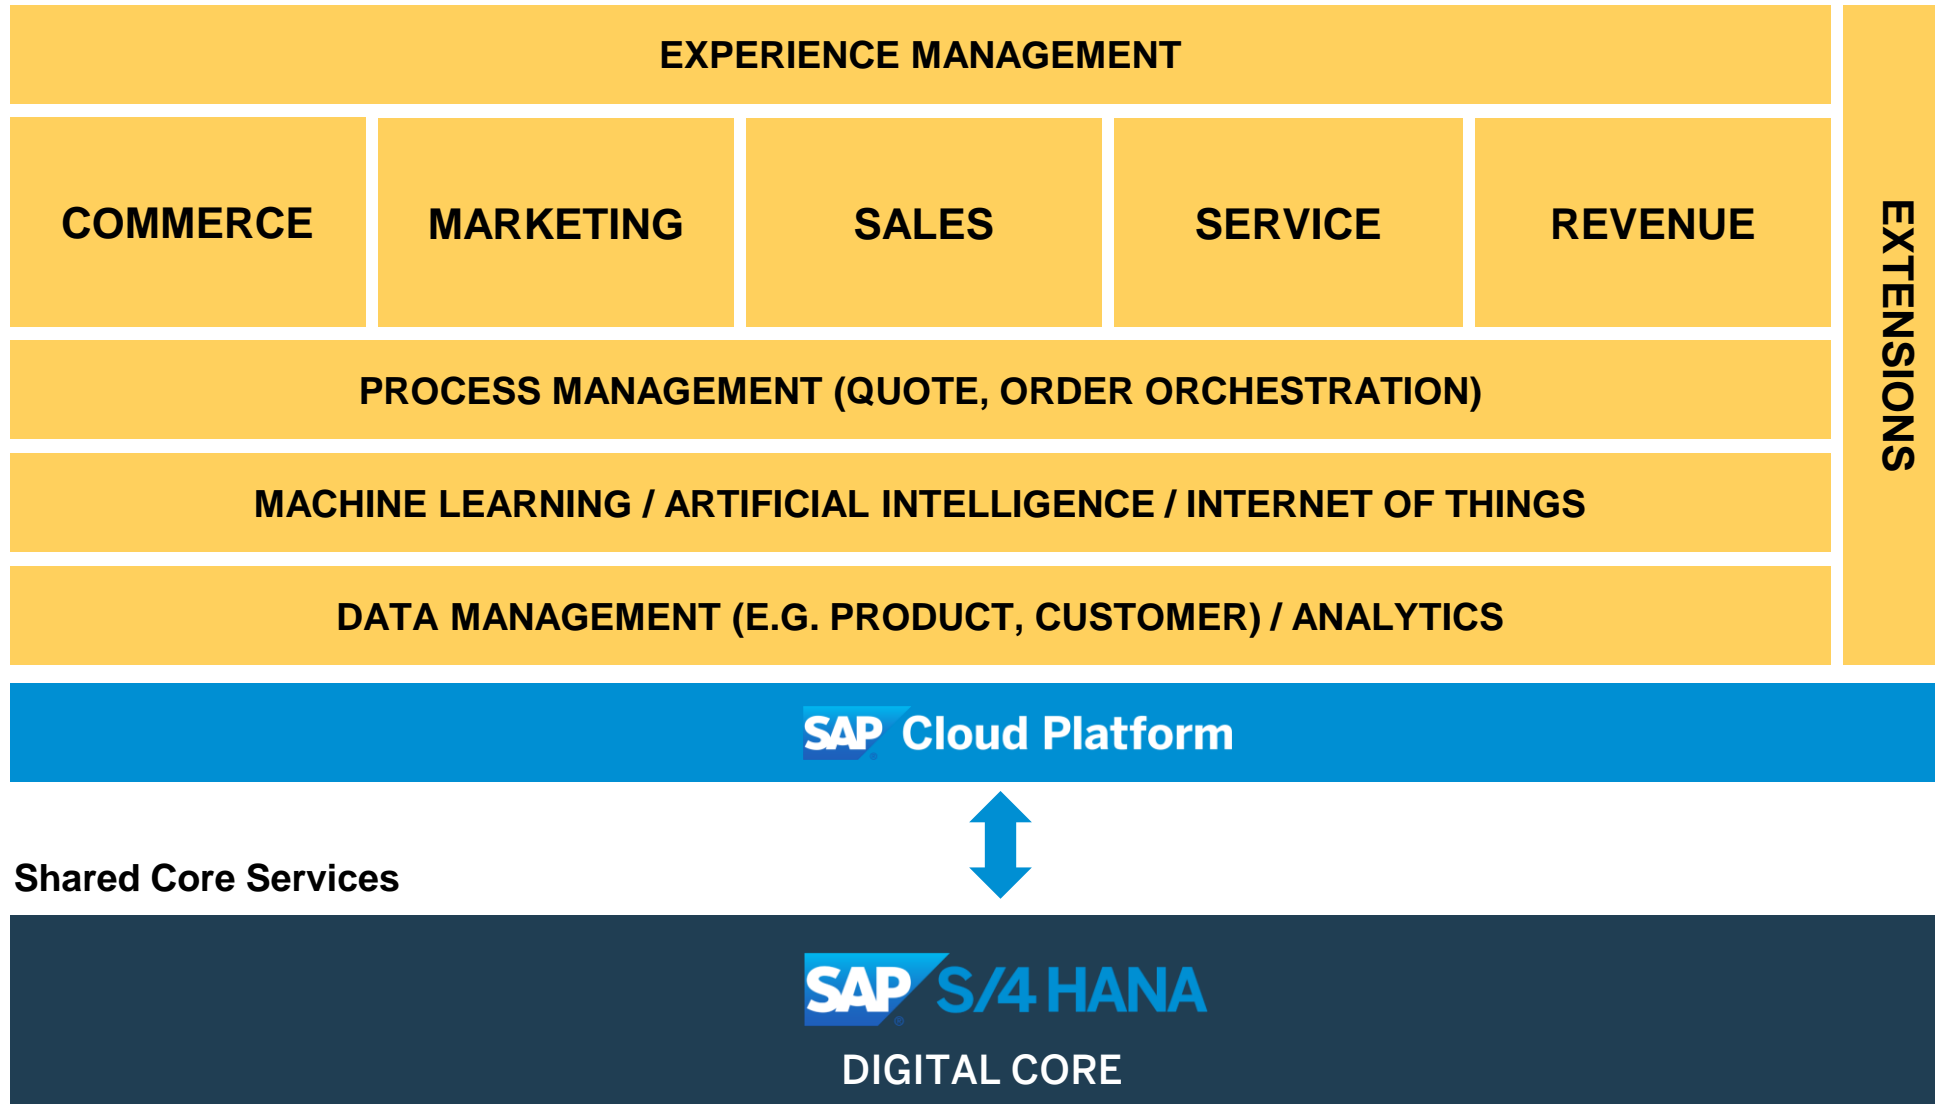 EXPERIENCE MANAGEMENT
COMMERCE
MARKETING
SALES
SERVICE
REVENUE
EXTENSIONS
PROCESS MANAGEMENT (QUOTE, ORDER ORCHESTRATION)
MACHINE LEARNING / ARTIFICIAL INTELLIGENCE / INTERNET OF THINGS
DATA MANAGEMENT (E.G. PRODUCT, CUSTOMER) / ANALYTICS
SAP® Cloud Platform
Shared Core Services
SAP® S/4 HANA
DIGITAL CORE